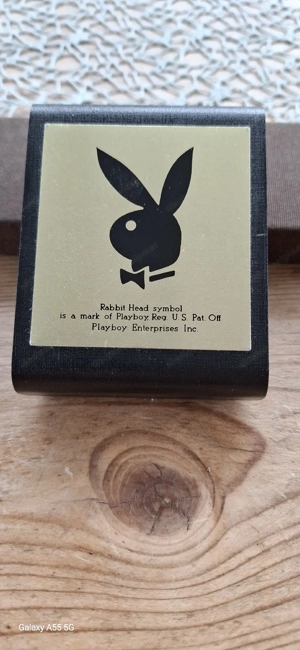 Rabbit Head symbol
is a mark of Playboy Reg. U.S. Pat. Off
Playboy Enterprises Inc.
Galaxy A55 5G